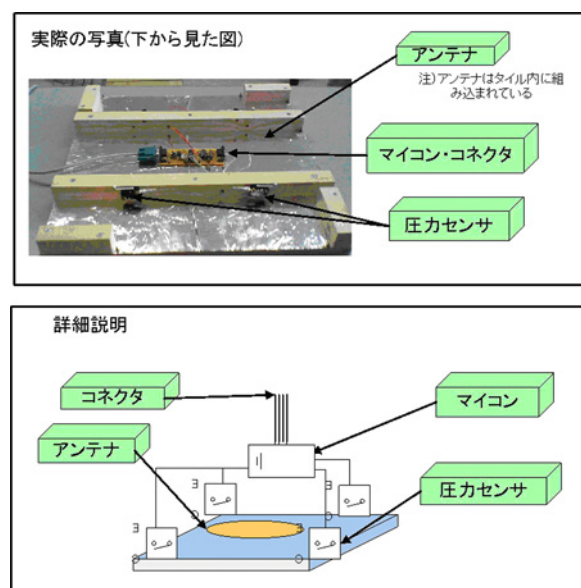 実際の写真(下から見た図)
アンテナ
注)アンテナはタイル内に組
み込まれている
マイコン・コネクタ
圧力センサ
詳細説明
コネクタ
マイコン
アンテナ
圧力センサ